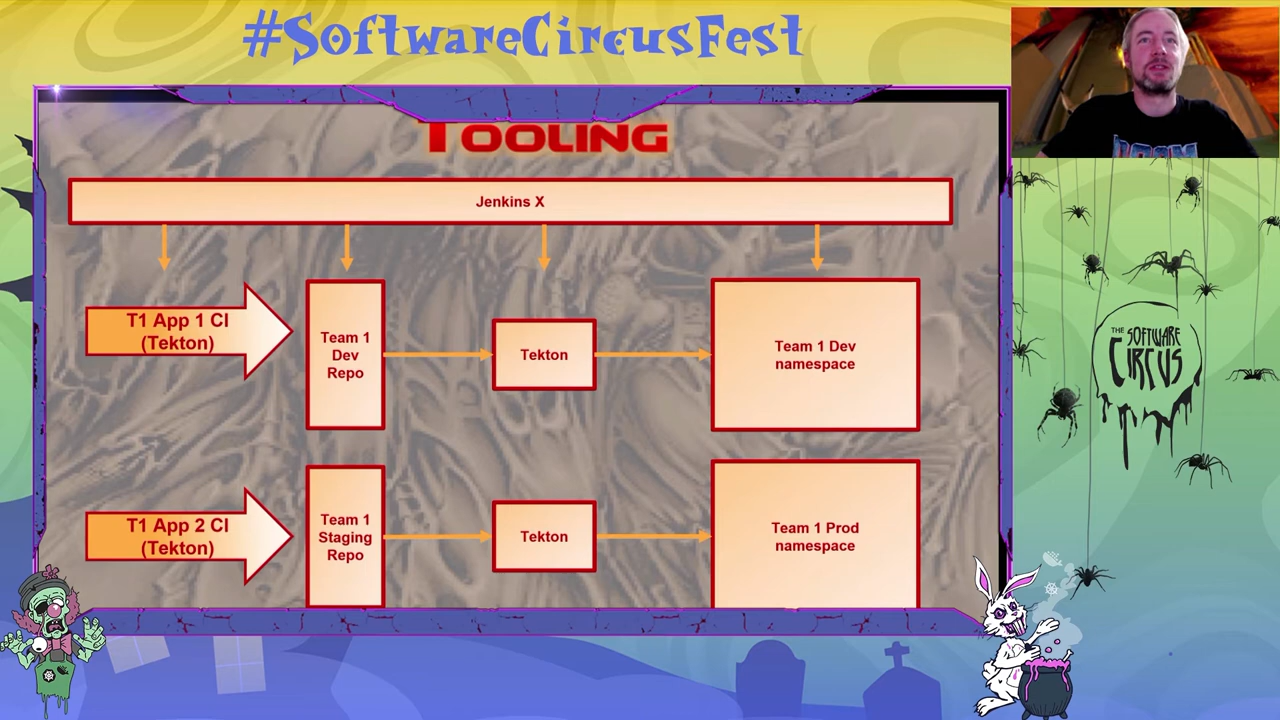 #SoftwareCircusFest
Tooling
Jenkins X
T1 App 1 CI
(Tekton)
Team 1
Dev
Repo
Tekton
Team 1 Dev
namespace
T1 App 2 CI
(Tekton)
Team 1
Staging
Repo
Tekton
Team 1 Prod
namespace
THE SOFTWARE
CIRCUS